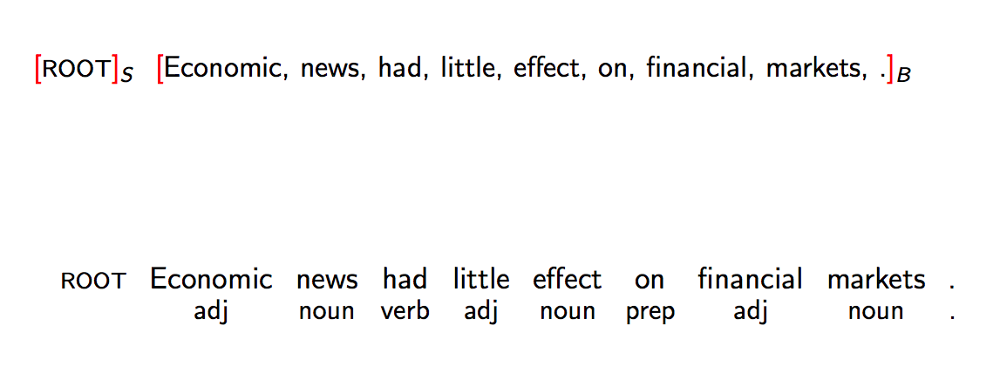 [ROOT]S [Economic, news, had, little, effect, on, financial, markets, .]B
ROOT Economic news had little effect on financial markets .
adj noun verb adj noun prep adj noun .